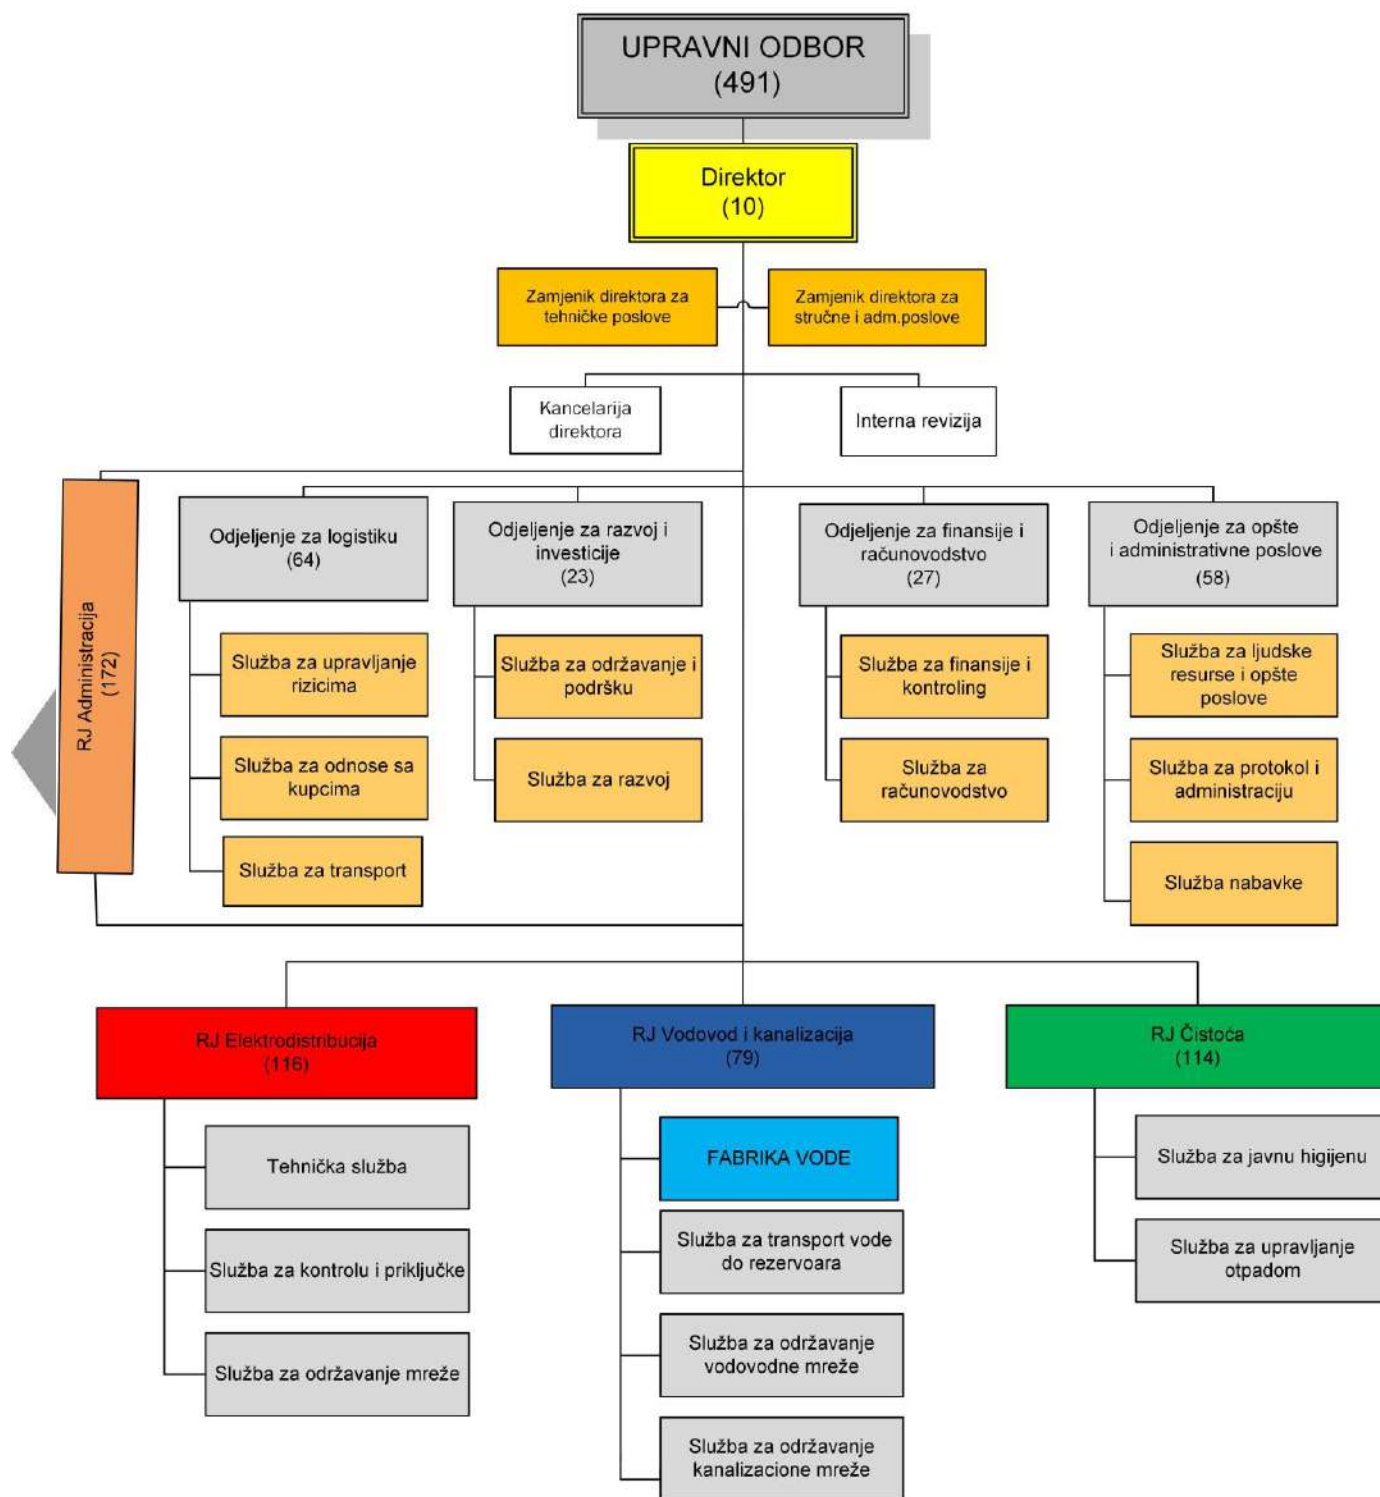 UPRAVNI ODBOR
(491)
Direktor
(10)
Zamjenik direktora za
tehničke poslove
Zamjenik direktora za
stručne i adm.poslove
Kancelarija
direktora
Interna revizija
RJ Administracija
(172)
Odjeljenje za logistiku
(64)
Odjeljenje za razvoj i
investicije
(23)
Odjeljenje za finansije i
računovodstvo
(27)
Odjeljenje za opšte
i administrativne poslove
(58)
Služba za upravljanje
rizicima
Služba za odnose sa
kupcima
Služba za transport
Služba za održavanje i
podršku
Služba za razvoj
Služba za finansije i
kontroling
Služba za
računovodstvo
Služba za ljudske
resurse i opšte
poslove
Služba za protokol i
administraciju
Služba nabavke
RJ Elektrodistribucija
(116)
Tehnička služba
Služba za kontrolu i priključke
Služba za održavanje mreže
RJ Vodovod i kanalizacija
(79)
FABRIKA VODE
Služba za transport vode
do rezervoara
Služba za održavanje
vodovodne mreže
Služba za održavanje
kanalizacione mreže
RJ Čistoća
(114)
Služba za javnu higijenu
Služba za upravljanje
otpadom